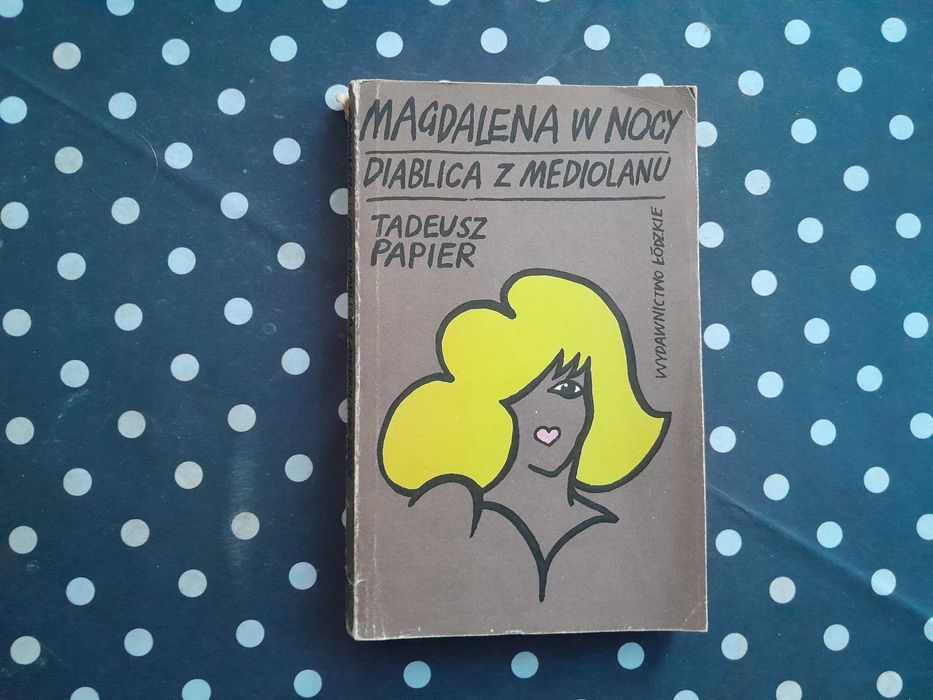 MAGDALENA W NOCY
DIABLICA Z MEDIOLANU
TADEUSZ
PAPIER
WYDAWNICTWO ŁÓDZKIE